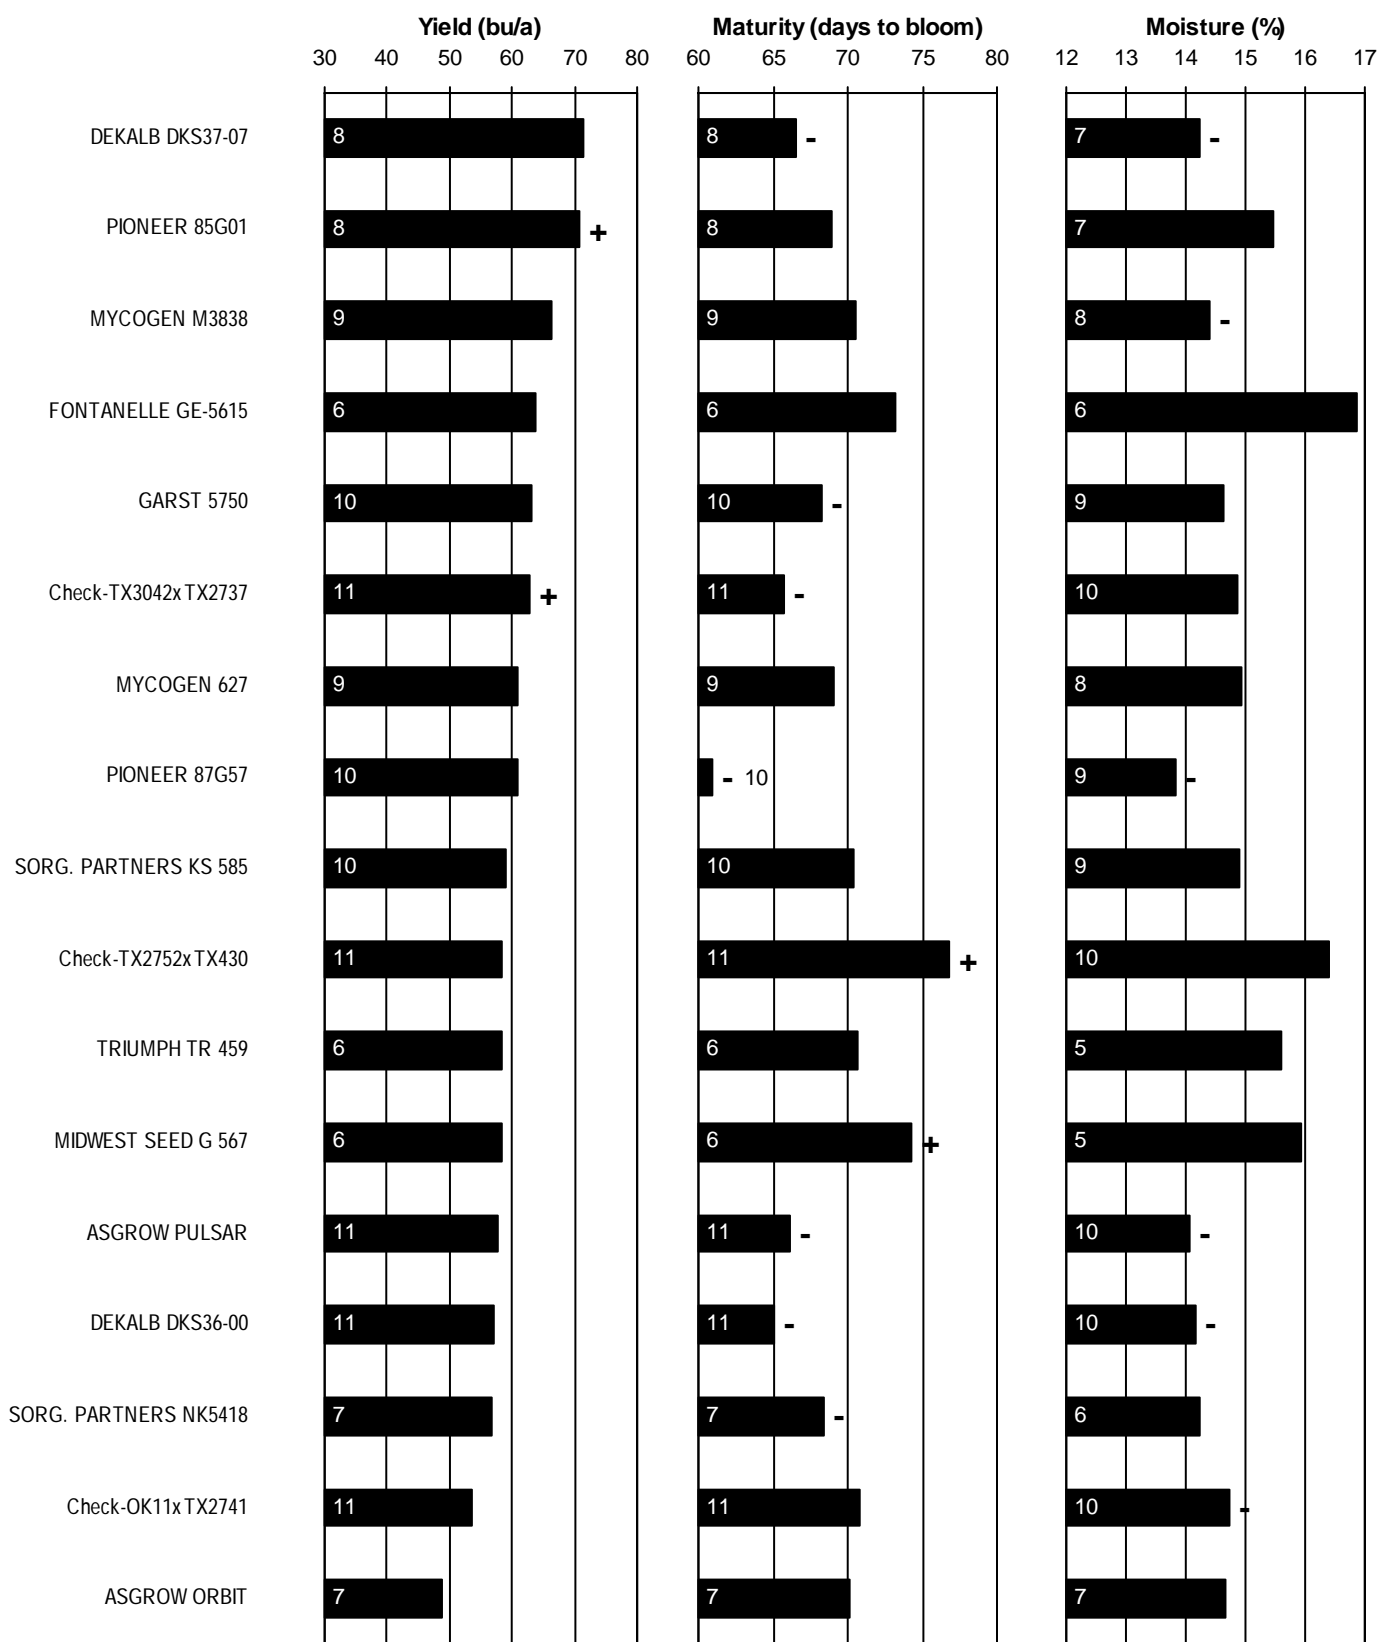 Yield (bu/a) Maturity (days to bloom) Moisture (%)
30 40 50 60 70 80 60 65 70 75 80 12 13 14 15 16 17
DEKALB DKS37-07 8 8 - 7 -
PIONEER 85G01 8 + 8 7
MYCOGEN M3838 9 9 8 -
FONTANELLE GE-5615 6 6 6
GARST 5750 10 10 - 9
Check-TX3042x TX2737 11 + 11 - 10
MYCOGEN 627 9 9 8
PIONEER 87G57 10 - 10 9 -
SORG. PARTNERS KS 585 10 10 9
Check-TX2752x TX430 11 11 + 10
TRIUMPH TR 459 6 6 5
MIDWEST SEED G 567 6 6 + 5
ASGROW PULSAR 11 11 - 10 -
DEKALB DKS36-00 11 11 - 10 -
SORG. PARTNERS NK5418 7 7 - 6
Check-OK11x TX2741 11 11 10 -
ASGROW ORBIT 7 7 7